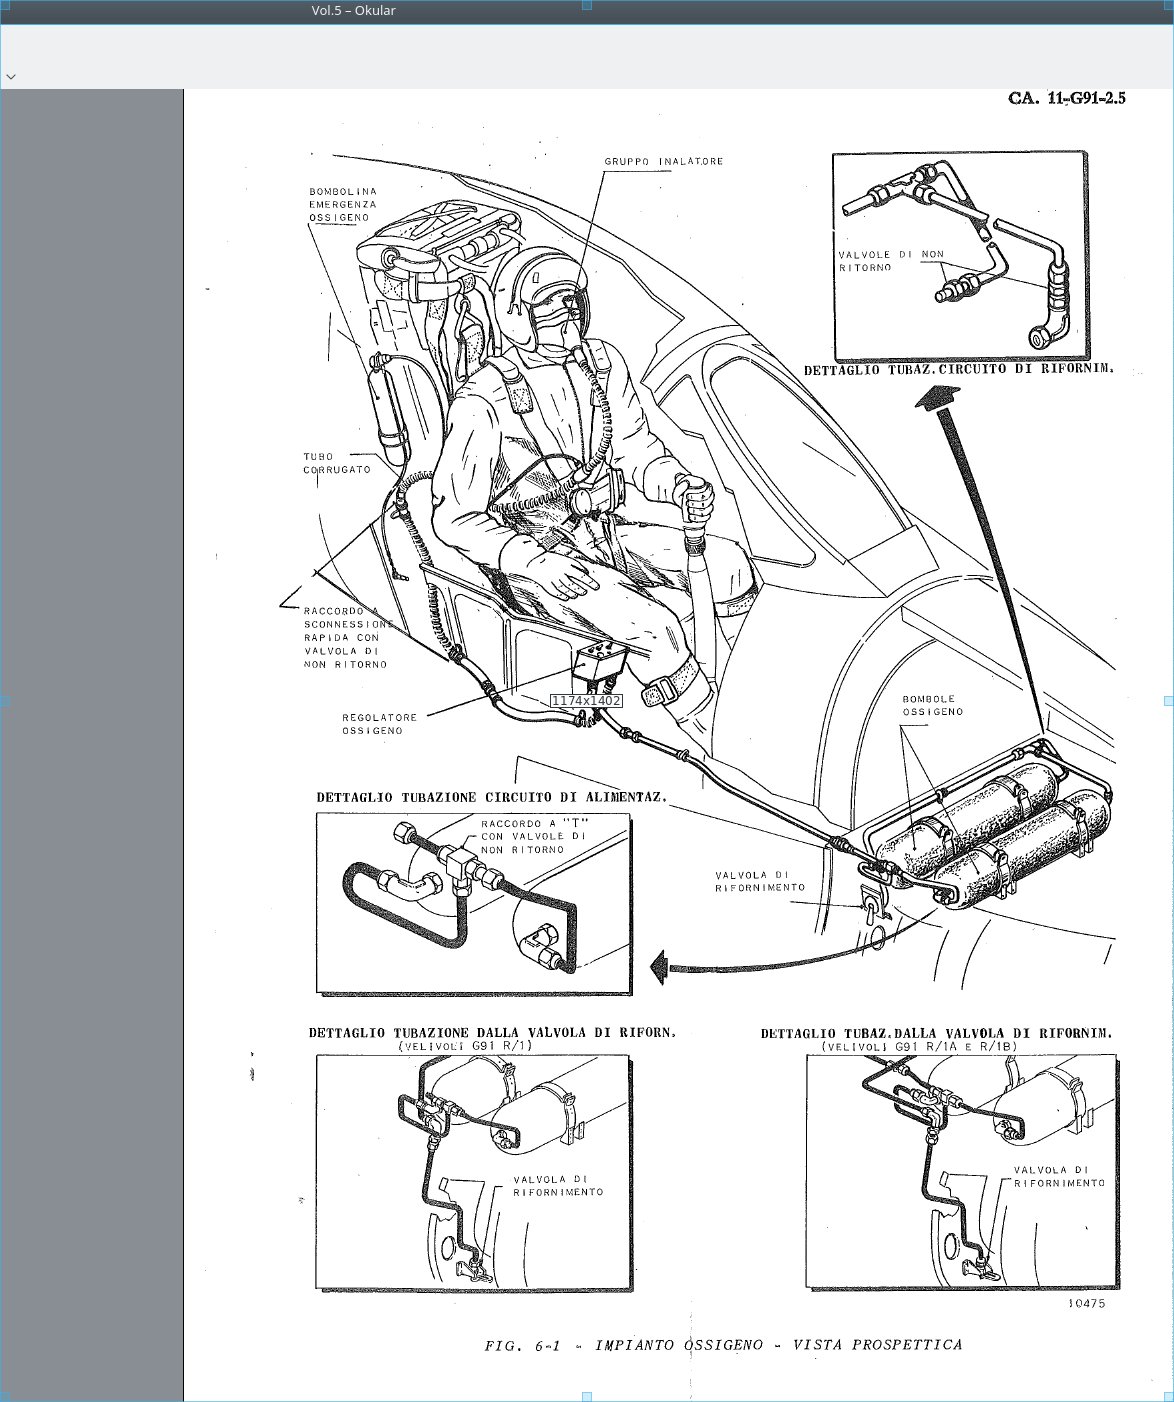 Vol.5 – Okular
CA. 11-G91-2.5
GRUPPO INALATORE
BOMBOLINA
EMERGENZA
OSSIGENO
VALVOLE DI NON
RITORNO
DETTAGLIO TUBAZ.CIRCUITO DI RIFORNIM.
TUBO
CORRUGATO
RACCORDO A
SCONNESSIONE
RAPIDA CON
VALVOLA DI
NON RITORNO
1174x1402
BOMBOLE
OSSIGENO
REGOLATORE
OSSIGENO
DETTAGLIO TUBAZIONE CIRCUITO DI ALIMENTAZ.
RACCORDO A "T"
CON VALVOLE DI
NON RITORNO
VALVOLA DI
RIFORNIMENTO
DETTAGLIO TUBAZIONE DALLA VALVOLA DI RIFORN.
(VELIVOLI G91 R/1)
DETTAGLIO TUBAZ.DALLA VALVOLA DI RIFORNIM.
(VELIVOLI G91 R/1A E R/1B)
VALVOLA DI
RIFORNIMENTO
VALVOLA DI
RIFORNIMENTO
10475
FIG. 6-1 - IMPIANTO OSSIGENO - VISTA PROSPETTICA